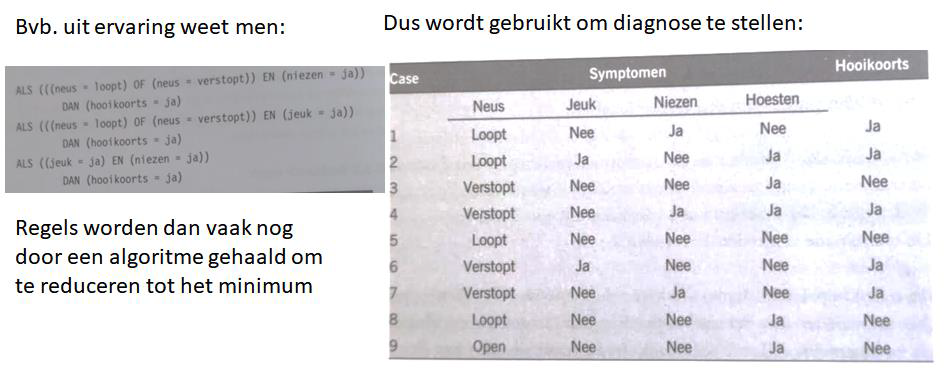 Bvb. uit ervaring weet men:
ALS (((neus = loopt) OF (neus = verstopt)) EN (niezen = ja))
DAN (hooikoorts = ja)
ALS (((neus = loopt) OF (neus = verstopt)) EN (jeuk = ja))
DAN (hooikoorts = ja)
ALS ((jeuk = ja) EN (niezen = ja))
DAN (hooikoorts = ja)
Regels worden dan vaak nog
door een algoritme gehaald om
te reduceren tot het minimum
Dus wordt gebruikt om diagnose te stellen:
Case Symptomen Hooikoorts
Neus Jeuk Niezen Hoesten
1 Loopt Nee Ja Nee Ja
2 Loopt Ja Nee Ja Ja
3 Verstopt Nee Nee Ja Nee
4 Verstopt Nee Ja Ja Ja
5 Loopt Nee Nee Nee Nee
6 Verstopt Ja Nee Nee Ja
7 Verstopt Nee Ja Nee Ja
8 Loopt Nee Nee Ja Nee
9 Open Nee Nee Ja Nee